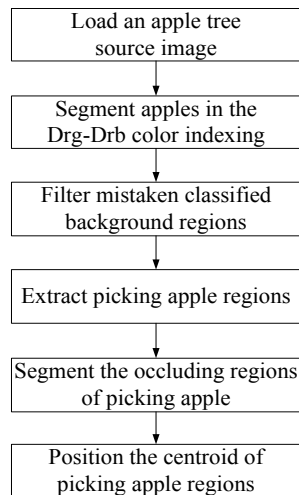 Load an apple tree
source image
Segment apples in the
Drg-Drb color indexing
Filter mistaken classified
background regions
Extract picking apple regions
Segment the occluding regions
of picking apple
Position the centroid of
picking apple regions